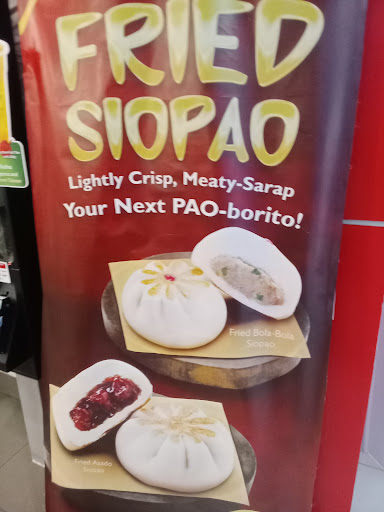 FRIED
SIOPAO
Lightly Crisp, Meaty-Sarap
Your Next PAO-borito!
Fried Bola-Bola
Siopao
Fried Asado
Siopao